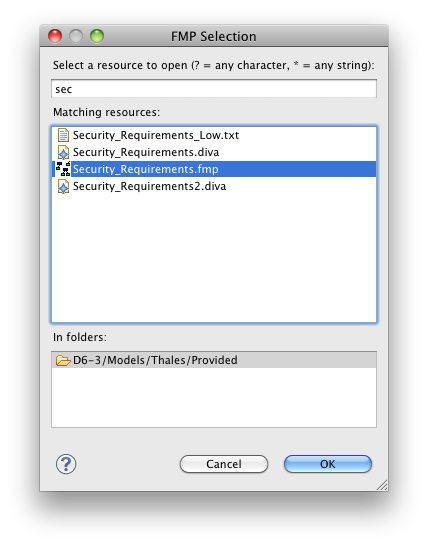 FMP Selection
Select a resource to open (? = any character, * = any string):
sec
Matching resources:
Security_Requirements_Low.txt
Security_Requirements.diva
Security_Requirements.fmp
Security_Requirements2.diva
In folders:
D6-3/Models/Thales/Provided
?
Cancel
OK